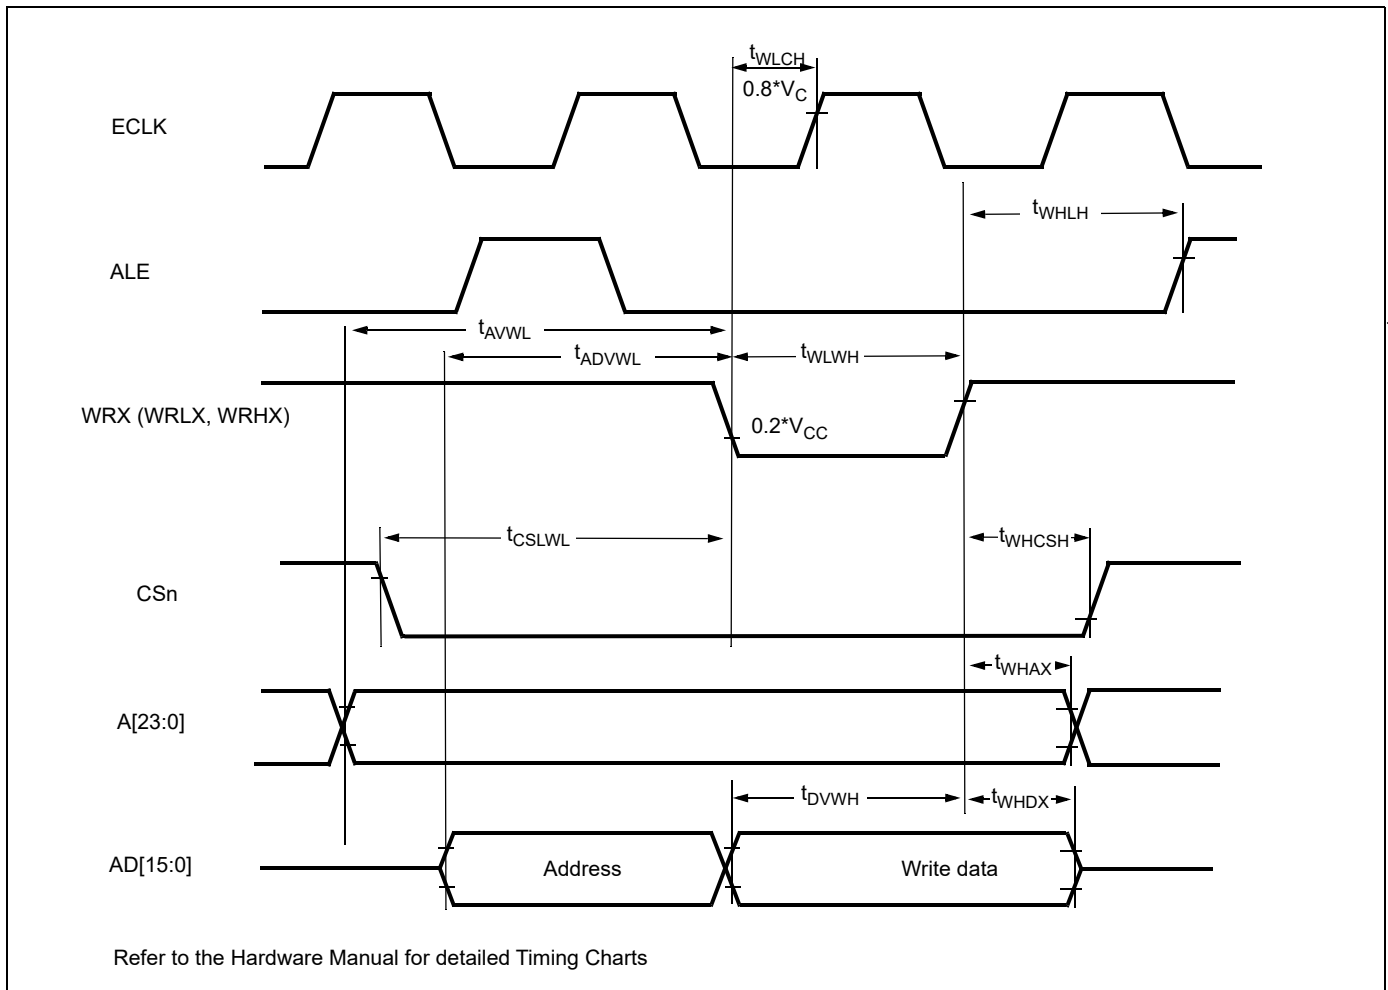 tWLCH
0.8*VC
ECLK
tWHLH
ALE
tAVWL
tADVWL
tWLWH
WRX (WRLX, WRHX)
0.2*VCC
tCSLWL
tWHCSH
CSn
tWHAX
A[23:0]
tDVWH
tWHDX
AD[15:0]
Address
Write data
Refer to the Hardware Manual for detailed Timing Charts